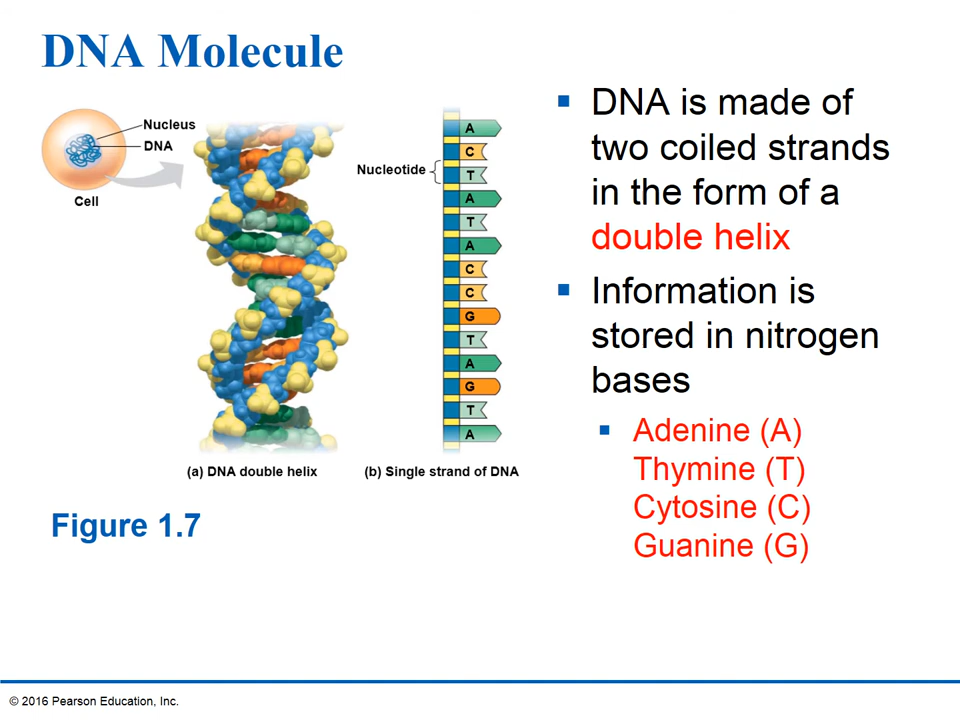 DNA Molecule
Nucleus
DNA
Cell
Nucleotide
A
C
T
A
T
A
C
C
G
T
A
G
T
A
(a) DNA double helix
(b) Single strand of DNA
Figure 1.7
▪ DNA is made of
two coiled strands
in the form of a
double helix
▪ Information is
stored in nitrogen
bases
▪ Adenine (A)
Thymine (T)
Cytosine (C)
Guanine (G)
© 2016 Pearson Education, Inc.